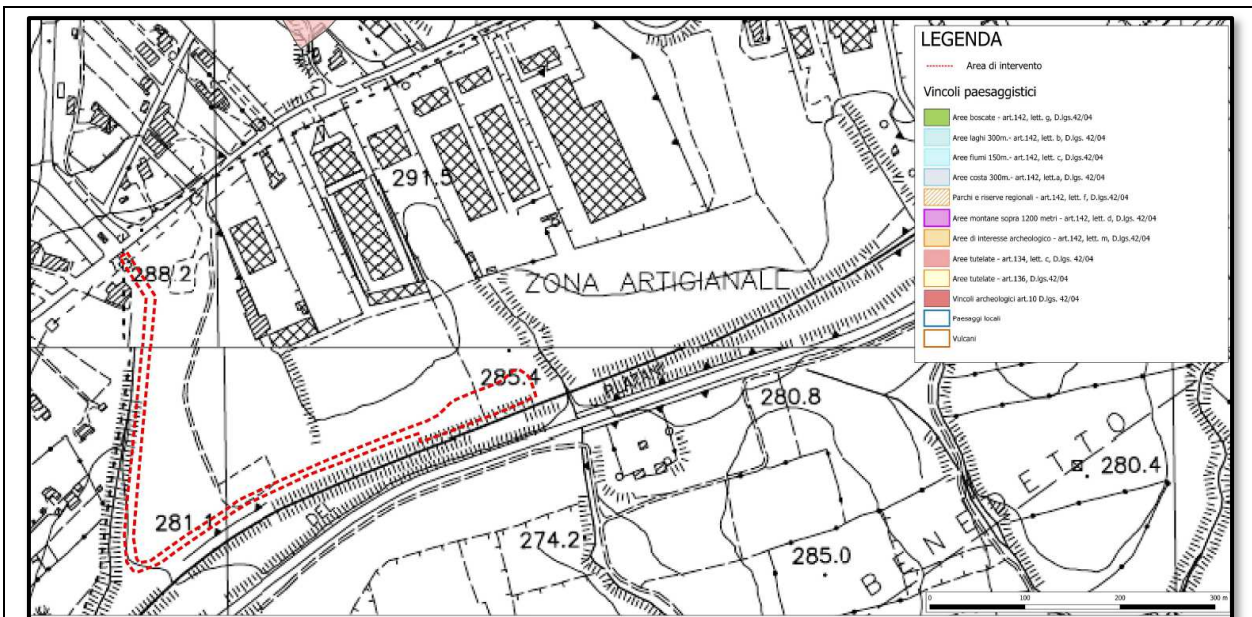 LEGENDA
Area di intervento
Vincoli paesaggistici
Aree boscate - art.142, lett. g, D.lgs.42/04
Aree laghi 300m.- art.142, lett. b, D.lgs. 42/04
Aree fiumi 150m.- art.142, lett. c, D.lgs.42/04
Aree costa 300m.- art.142, lett.a, D.lgs. 42/04
Parchi e riserve regionali - art.142, lett. f, D.lgs.42/04
Aree montane sopra 1200 metri - art.142, lett. d, D.lgs. 42/04
Aree di interesse archeologico - art.142, lett. m, D.lgs.42/04
Aree tutelate - art.134, lett. c, D.lgs. 42/04
Aree tutelate - art.136, D.lgs.42/04
Vincoli archeologici art.10 D.lgs. 42/04
Paesaggi locali
Vulcani
291.5
288.2
ZONA ARTIGIANALE
285.4
280.8
280.4
281.1
DEL
274.2
285.0
BENEDETTO
0 100 200 300 m